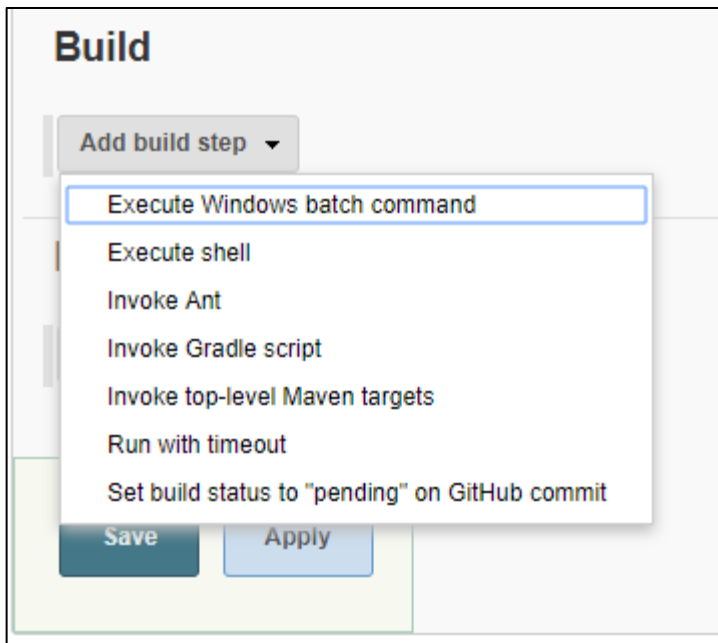 Build
Add build step
Execute Windows batch command
Execute shell
Invoke Ant
Invoke Gradle script
Invoke top-level Maven targets
Run with timeout
Set build status to "pending" on GitHub commit
Save
Apply